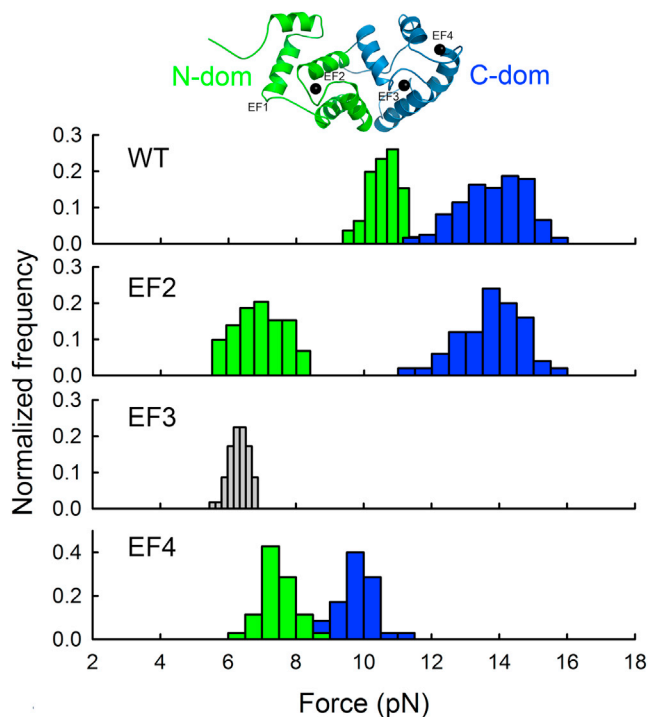 EF4
N-dom
EF2
C-dom
EF3
EF1
0.3
WT
0.2
0.1
0.0
0.3
EF2
0.2
0.1
0.0
0.3
EF3
0.2
0.1
0.0
EF4
0.4
0.2
0.0
2 4 6 8 10 12 14 16 18
Force (pN)
Normalized frequency